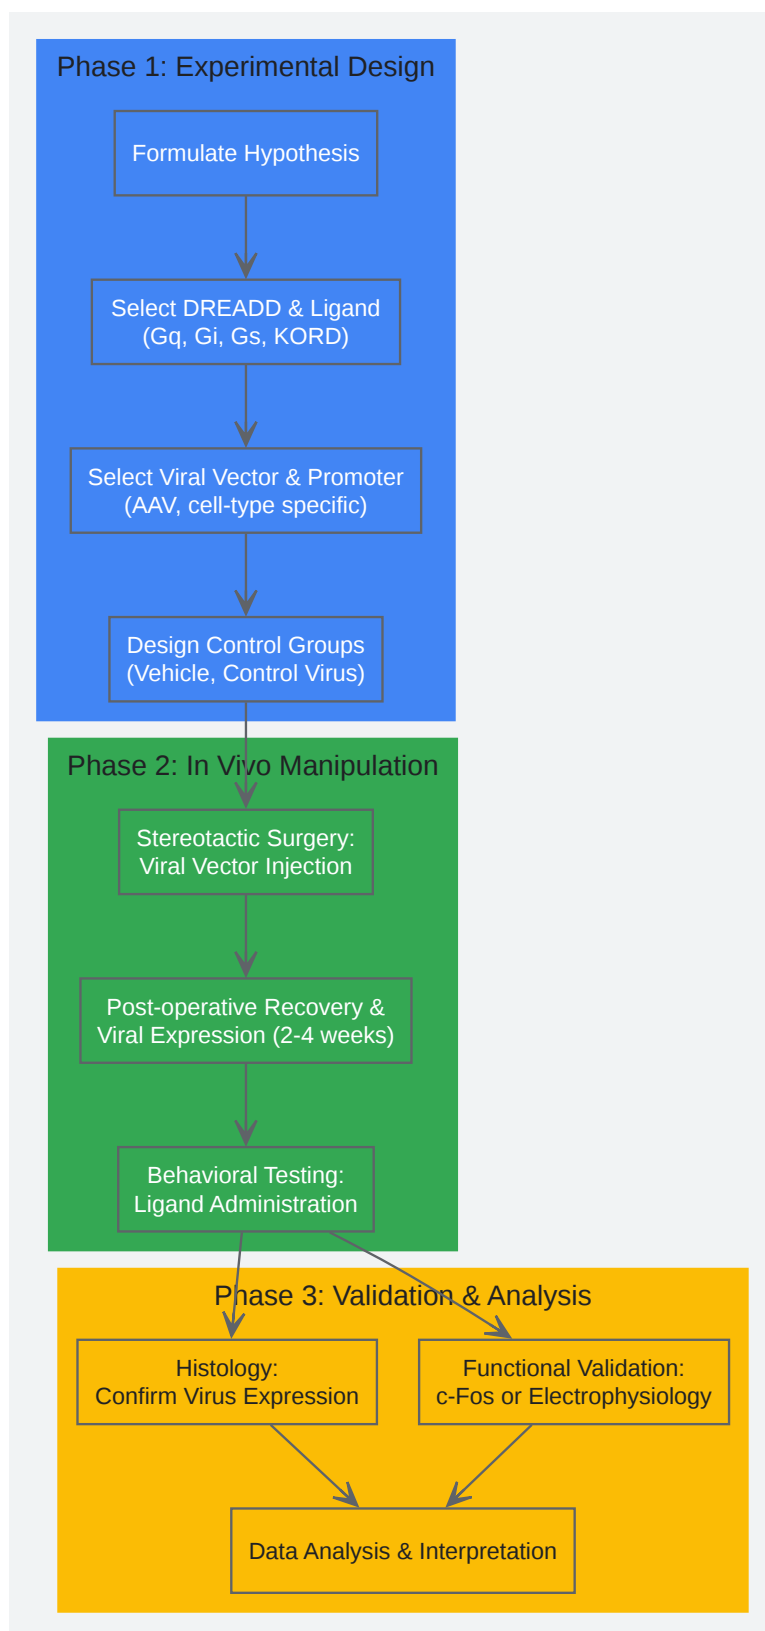 Phase 1: Experimental Design
Formulate Hypothesis
Select DREADD & Ligand
(Gq, Gi, Gs, KORD)
Select Viral Vector & Promoter
(AAV, cell-type specific)
Design Control Groups
(Vehicle, Control Virus)
Phase 2: In Vivo Manipulation
Stereotactic Surgery:
Viral Vector Injection
Post-operative Recovery &
Viral Expression (2-4 weeks)
Behavioral Testing:
Ligand Administration
Phase 3: Validation & Analysis
Histology:
Confirm Virus Expression
Functional Validation:
c-Fos or Electrophysiology
Data Analysis & Interpretation